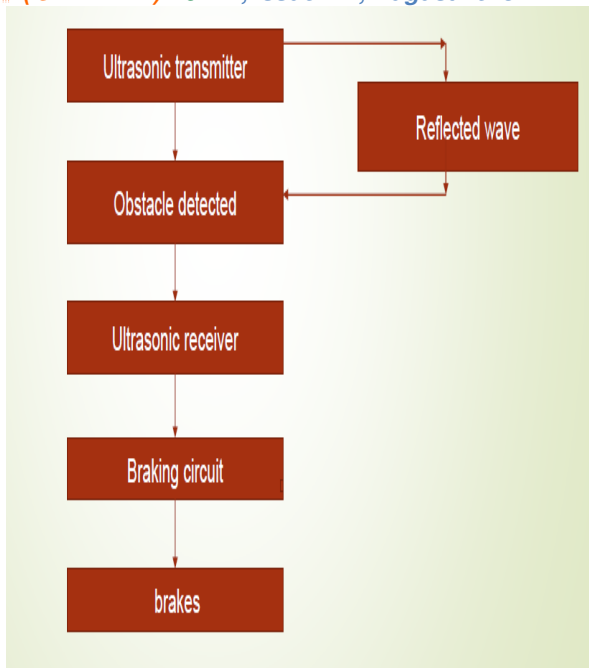 Ultrasonic transmitter
Reflected wave
Obstacle detected
Ultrasonic receiver
Braking circuit
brakes